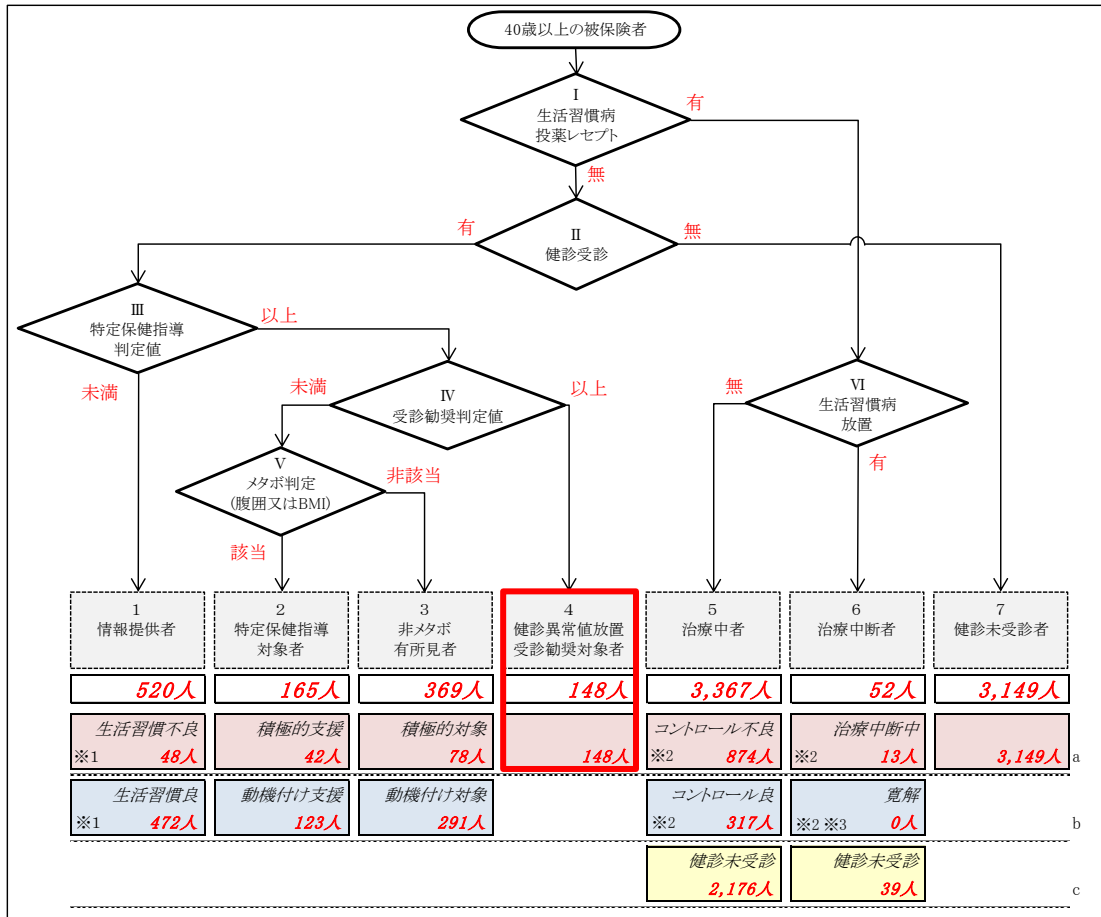 40歳以上の被保険者
Ⅰ
生活習慣病
投薬レセプト
有
無
Ⅱ
健診受診
有
無
Ⅲ
特定保健指導
判定値
以上
未満
Ⅳ
受診勧奨判定値
未満
以上
Ⅵ
生活習慣病
放置
無
有
Ⅴ
メタボ判定
(腹囲又はBMI)
非該当
該当
1
情報提供者
2
特定保健指導
対象者
3
非メタボ
有所見者
4
健診異常値放置
受診勧奨対象者
5
治療中者
6
治療中断者
7
健診未受診者
520人
165人
369人
148人
3,367人
52人
3,149人
生活習慣不良
※1 48人
積極的支援
42人
積極的対象
78人
148人
コントロール不良
※2 874人
治療中断中
※2 13人
3,149人
a
生活習慣良
※1 472人
動機付け支援
123人
動機付け対象
291人
コントロール良
※2 317人
寛解
※2 ※3 0人
b
健診未受診
2,176人
健診未受診
39人
c